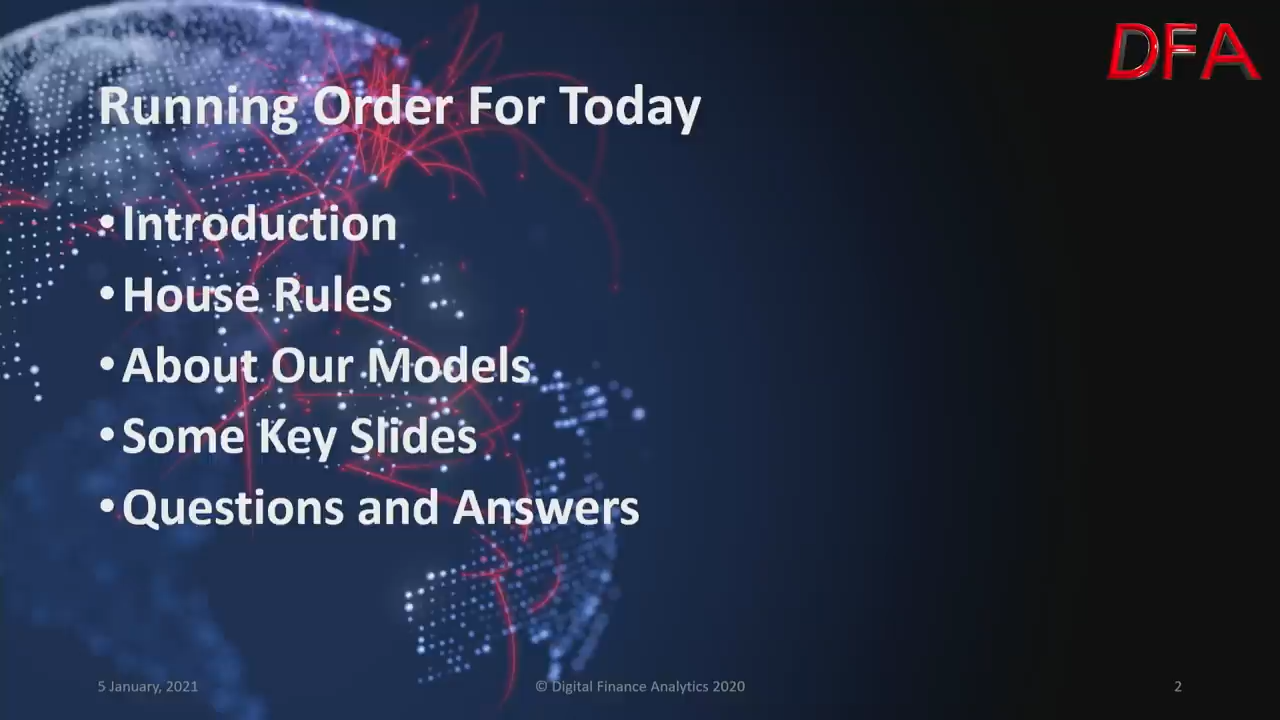 DFA
Running Order For Today
•Introduction
•House Rules
•About Our Models
•Some Key Slides
•Questions and Answers
5 January, 2021
© Digital Finance Analytics 2020
2